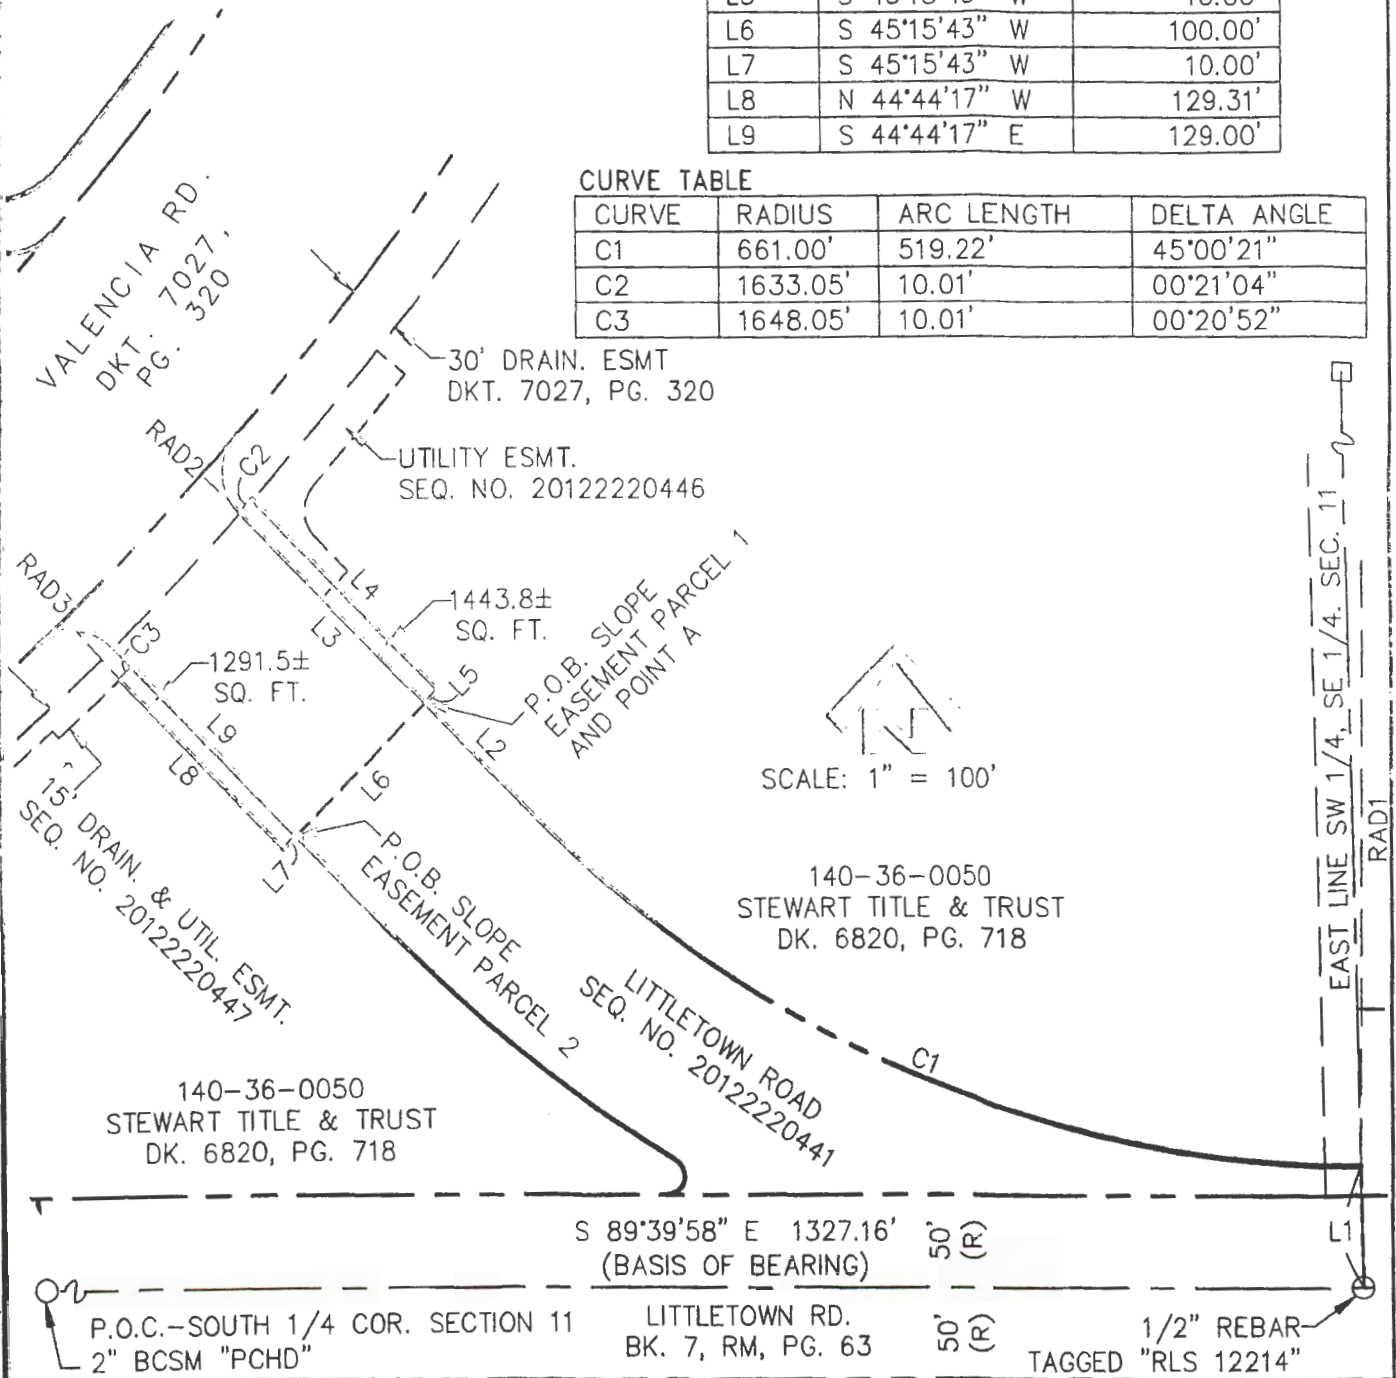 L6 S 45°15'43" W 100.00'
L7 S 45°15'43" W 10.00'
L8 N 44°44'17" W 129.31'
L9 S 44°44'17" E 129.00'
CURVE TABLE
CURVE RADIUS ARC LENGTH DELTA ANGLE
C1 661.00' 519.22' 45°00'21"
C2 1633.05' 10.01' 00°21'04"
C3 1648.05' 10.01' 00°20'52"
VALENCIA RD.
DKT. 7027,
PG. 320
30' DRAIN. ESMT
DKT. 7027, PG. 320
RAD2
C2
UTILITY ESMT.
SEQ. NO. 20122220446
RAD3
C3
L4
L3
1443.8±
SQ. FT.
L5
P.O.B. SLOPE
EASEMENT PARCEL 1
AND POINT A
1291.5±
SQ. FT.
L9
L8
L2
L6
L7
15' DRAIN. & UTIL. ESMT.
SEQ. NO. 20122220447
P.O.B. SLOPE
EASEMENT PARCEL 2
N
SCALE: 1" = 100'
EAST LINE SW 1/4, SE 1/4. SEC. 11
RAD1
140-36-0050
STEWART TITLE & TRUST
DK. 6820, PG. 718
LITTLETOWN ROAD
SEQ. NO. 20122220441
C1
140-36-0050
STEWART TITLE & TRUST
DK. 6820, PG. 718
S 89°39'58" E 1327.16'
(BASIS OF BEARING)
50'
(R)
L1
P.O.C.-SOUTH 1/4 COR. SECTION 11
2" BCSM "PCHD"
LITTLETOWN RD.
BK. 7, RM, PG. 63
50'
(R)
1/2" REBAR
TAGGED "RLS 12214"